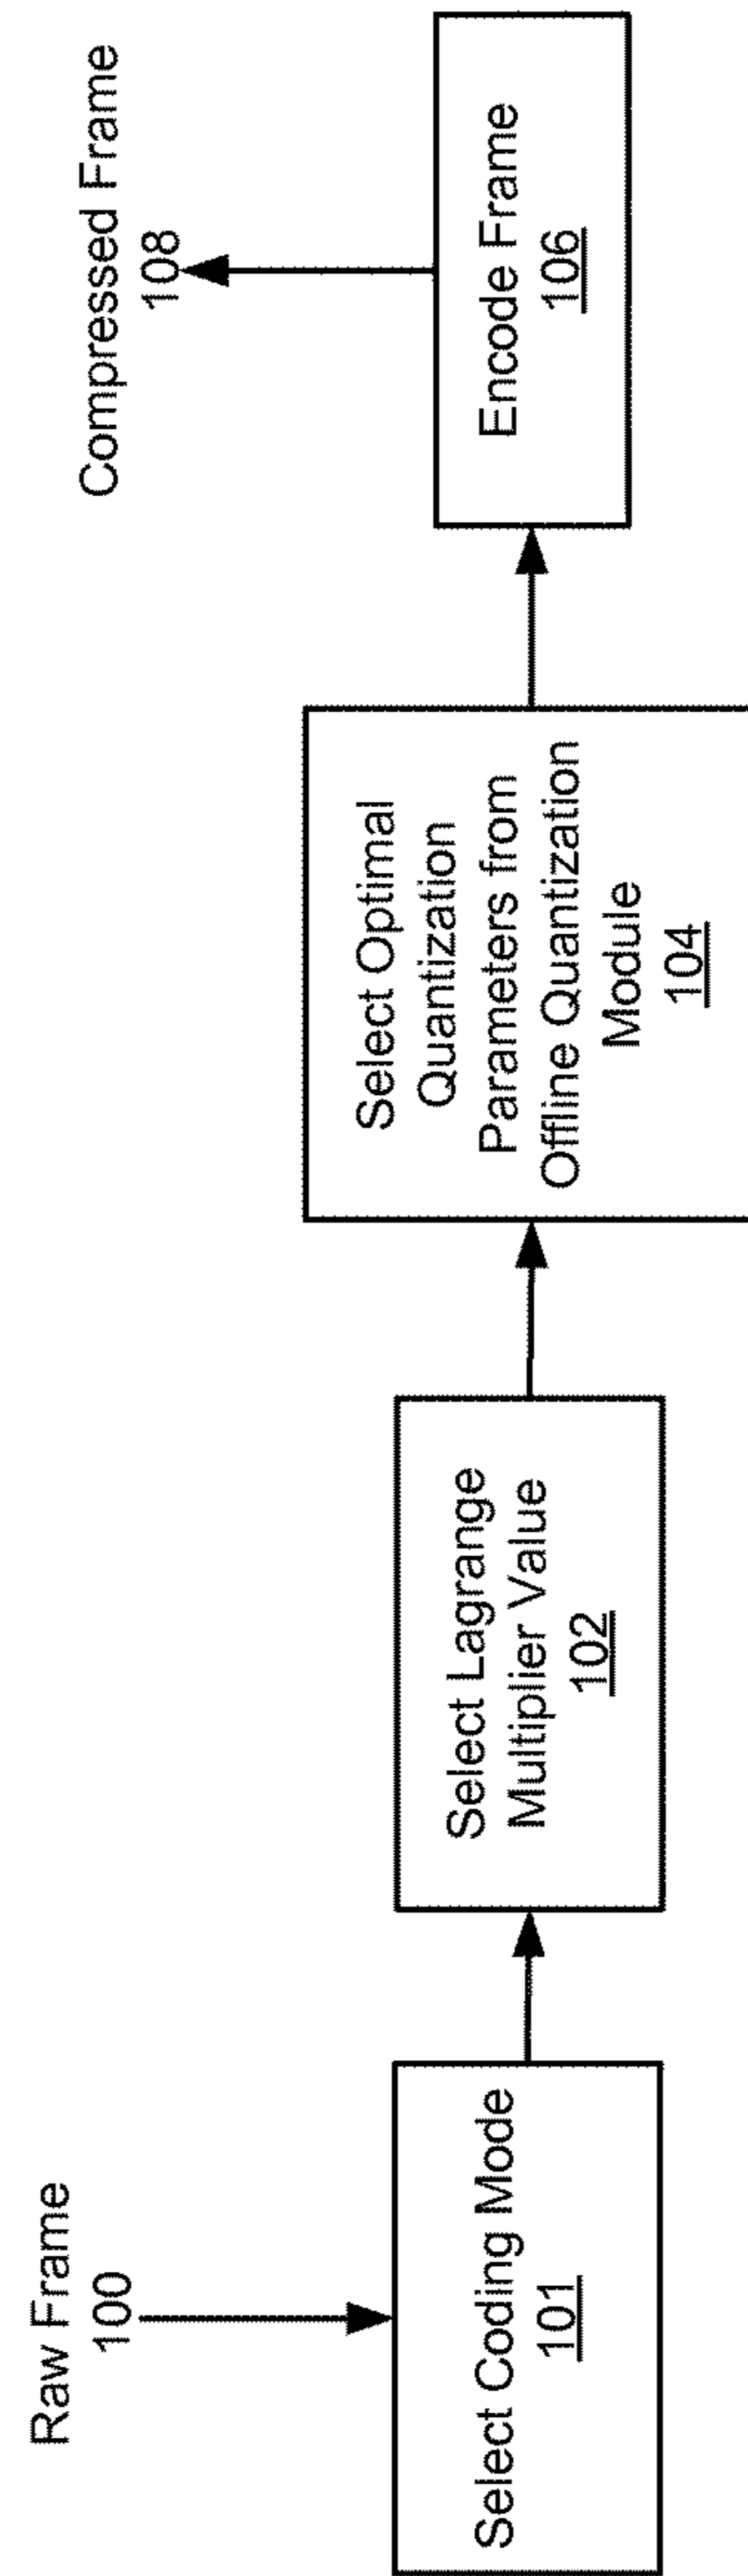 Raw Frame
100
Select Coding Mode
101
Select Lagrange
Multiplier Value
102
Select Optimal
Quantization
Parameters from
Offline Quantization
Module
104
Encode Frame
106
Compressed Frame
108